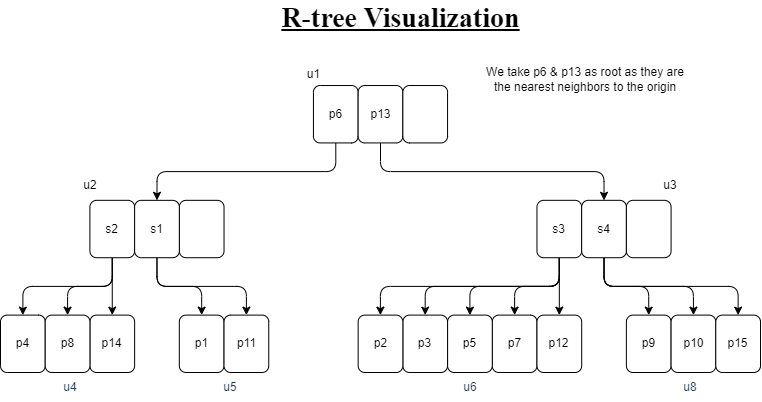 R-tree Visualization
u1
We take p6 & p13 as root as they are
the nearest neighbors to the origin
p6 p13
u2
u3
s2 s1
s3 s4
p4 p8 p14
p1 p11
p2 p3 p5 p7 p12
p9 p10 p15
u4
u5
u6
u8